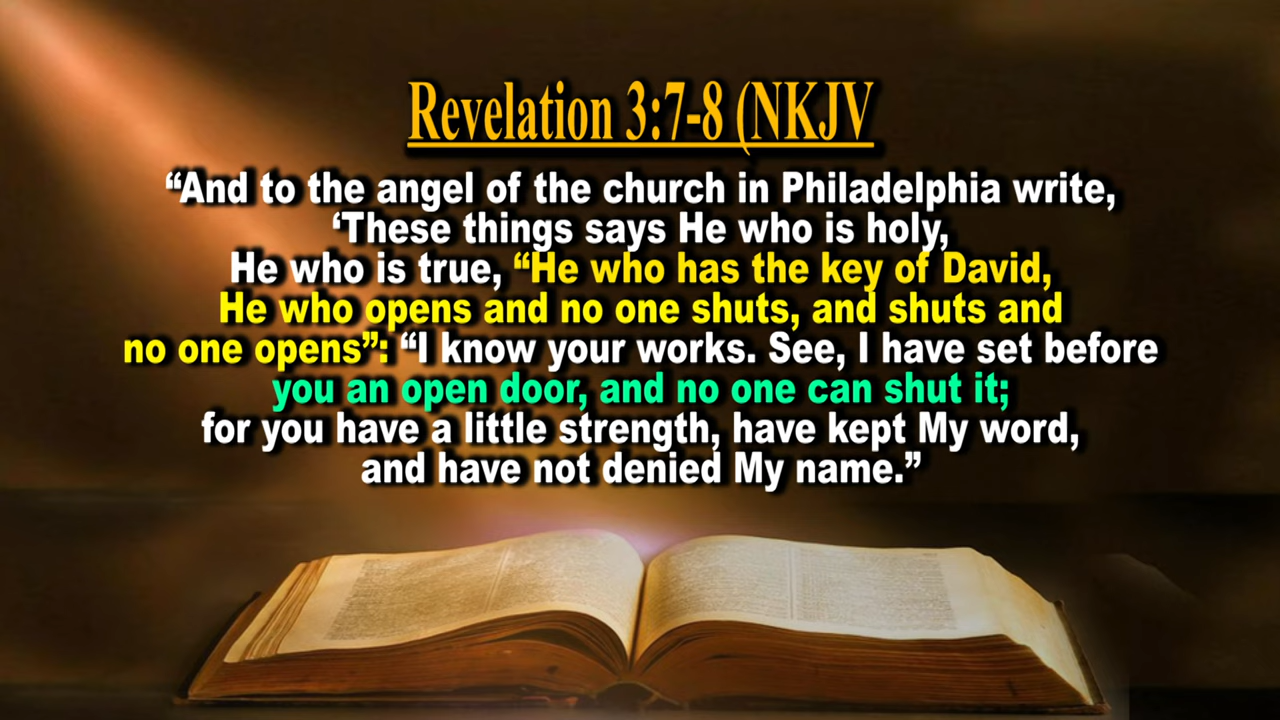 Revelation 3:7-8 (NKJV
“And to the angel of the church in Philadelphia write,
‘These things says He who is holy,
He who is true, “He who has the key of David,
He who opens and no one shuts, and shuts and
no one opens”: “I know your works. See, I have set before
you an open door, and no one can shut it;
for you have a little strength, have kept My word,
and have not denied My name.”